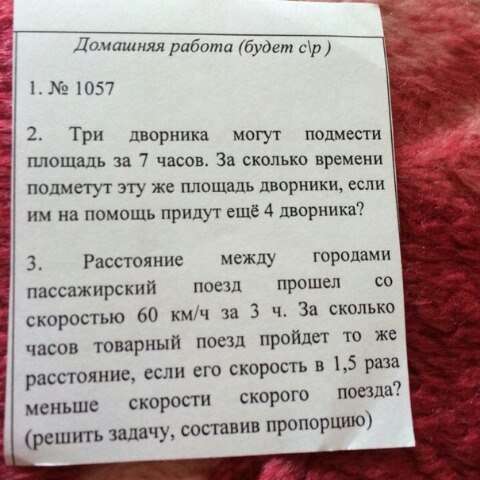 Домашняя работа (будет с\р )
1. № 1057
2. Три дворника могут подмести
площадь за 7 часов. За сколько времени
подметут эту же площадь дворники, если
им на помощь придут ещё 4 дворника?
3. Расстояние между городами
пассажирский поезд прошел со
скоростью 60 км/ч за 3 ч. За сколько
часов товарный поезд пройдет то же
расстояние, если его скорость в 1,5 раза
меньше скорости скорого поезда?
(решить задачу, составив пропорцию)